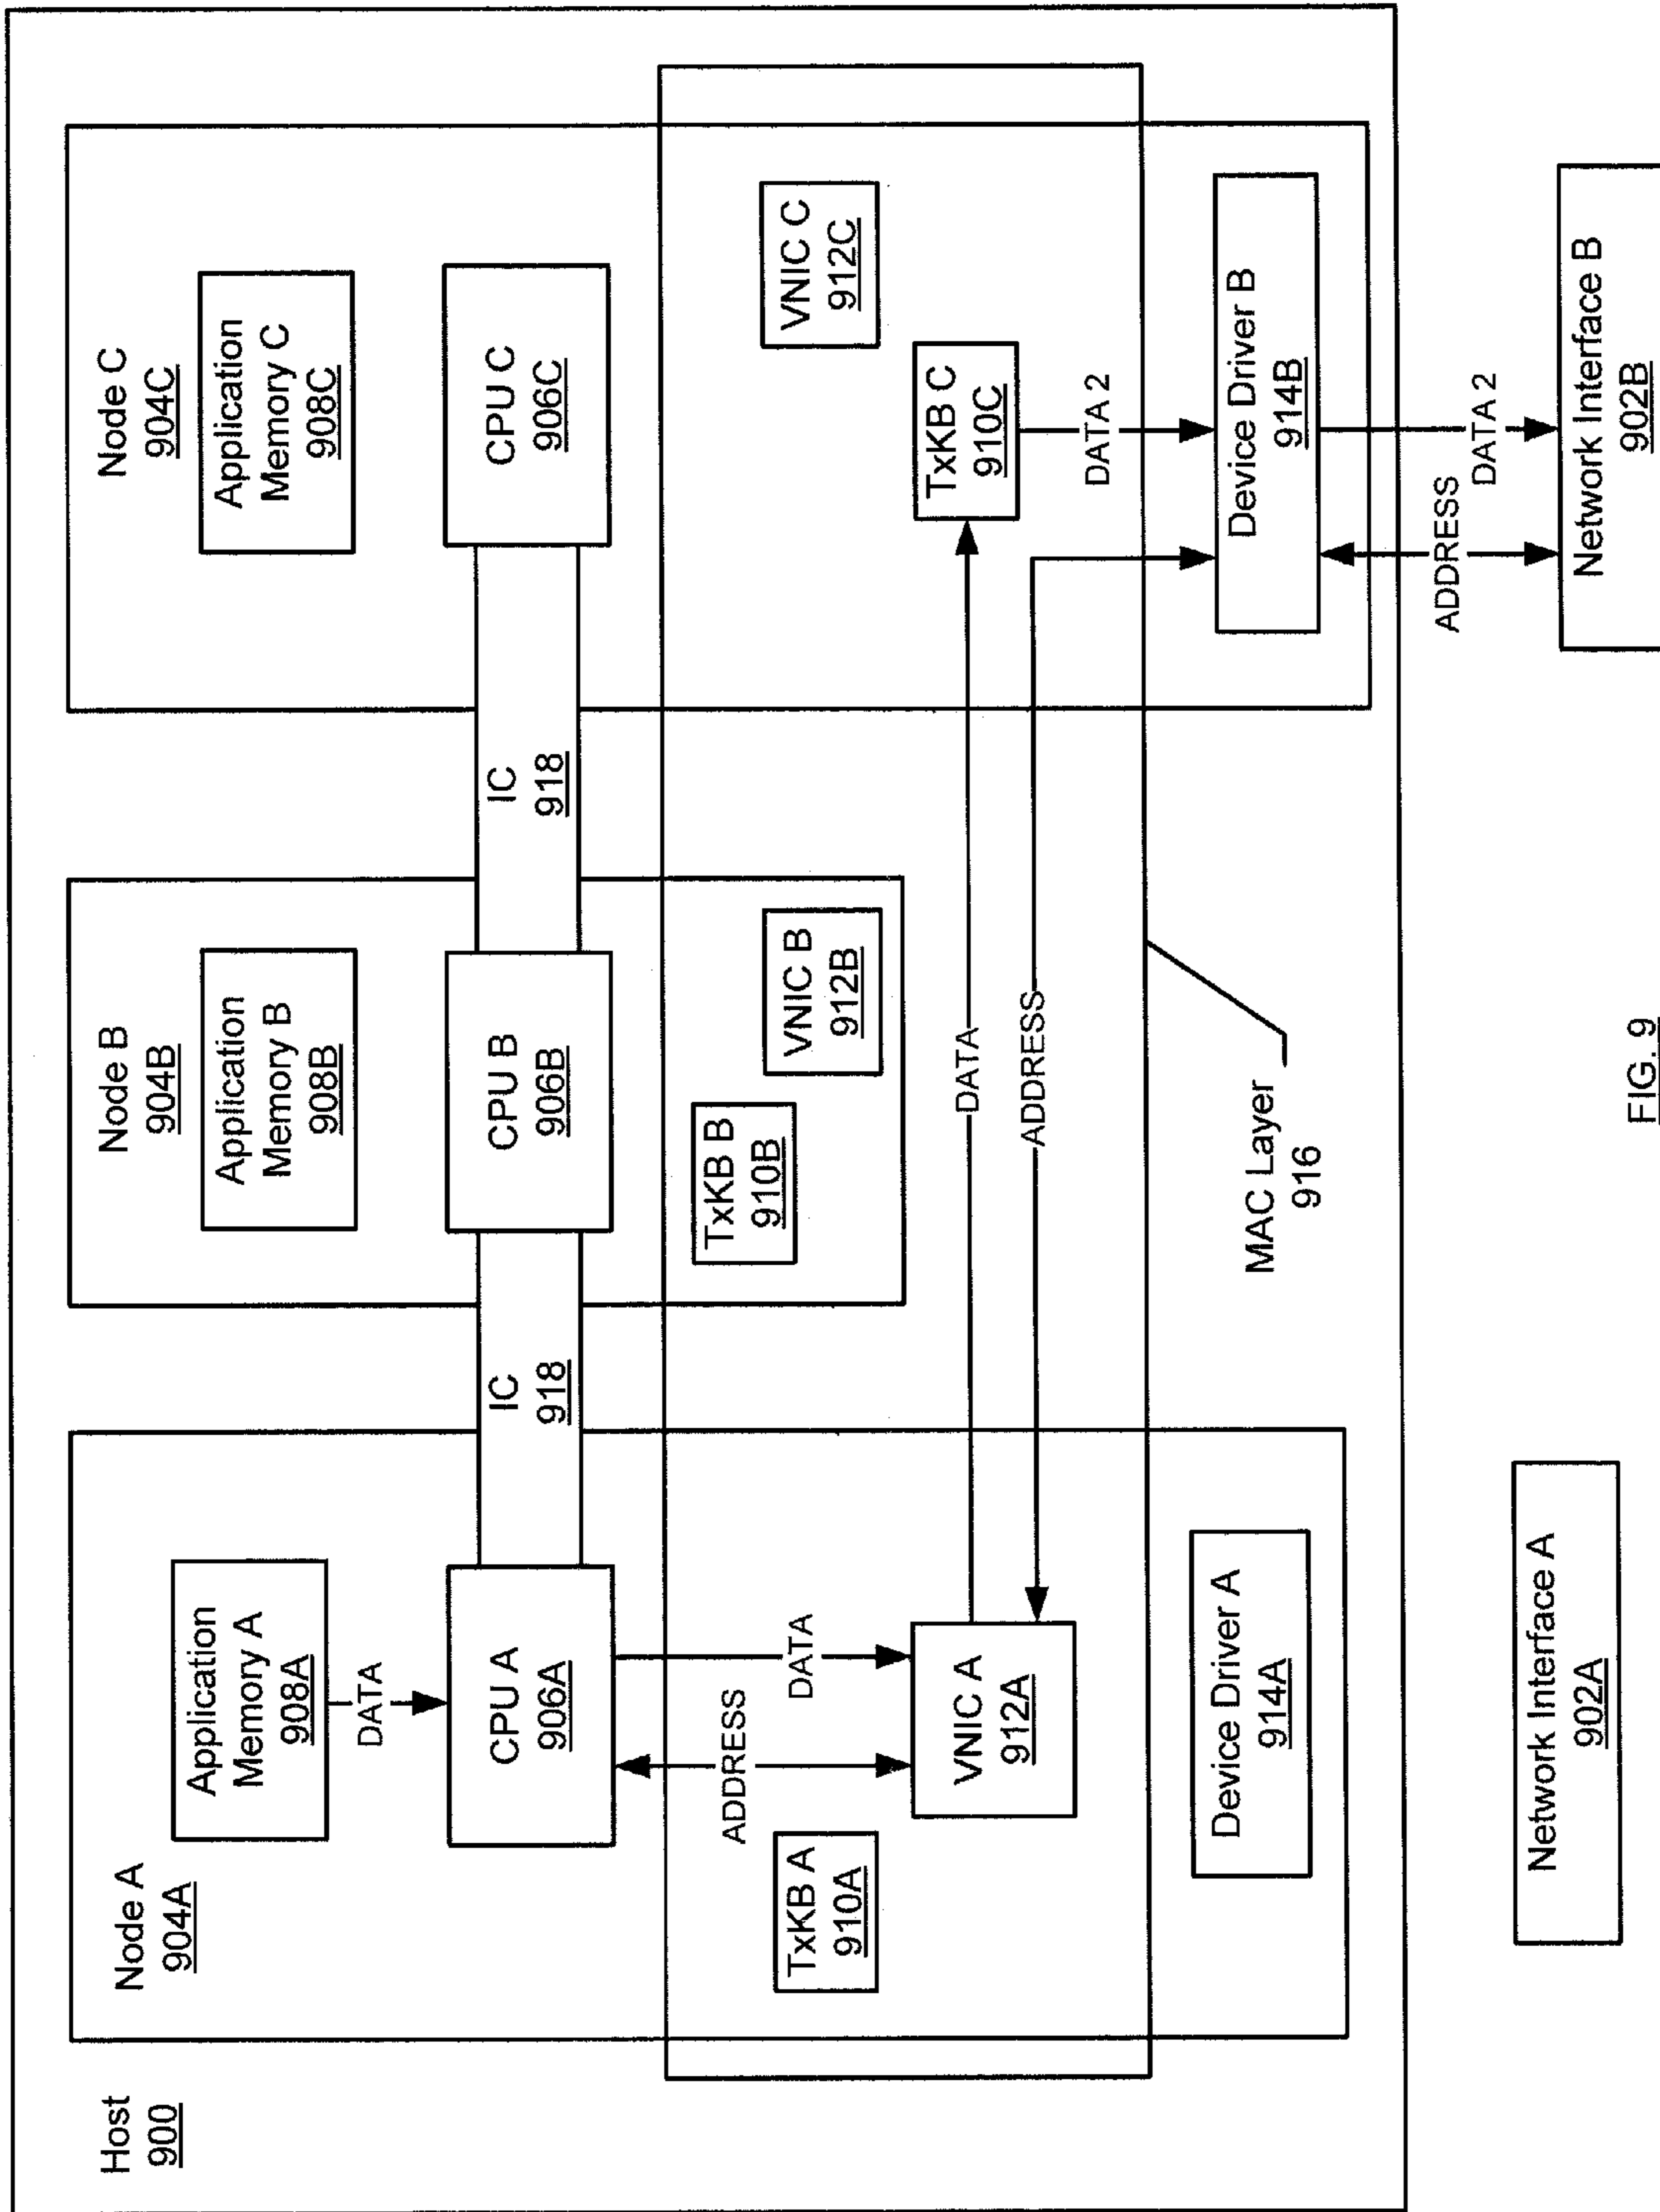 Host
900
Node A
904A
Application
Memory A
908A
DATA
CPU A
906A
ADDRESS
DATA
TxKB A
910A
VNIC A
912A
Device Driver A
914A
Network Interface A
902A
IC
918
Node B
904B
Application
Memory B
908B
CPU B
906B
TxKB B
910B
VNIC B
912B
DATA
ADDRESS
MAC Layer
916
IC
918
Node C
904C
Application
Memory C
908C
CPU C
906C
VNIC C
912C
TxKB C
910C
DATA 2
Device Driver B
914B
ADDRESS
DATA 2
Network Interface B
902B
FIG. 9